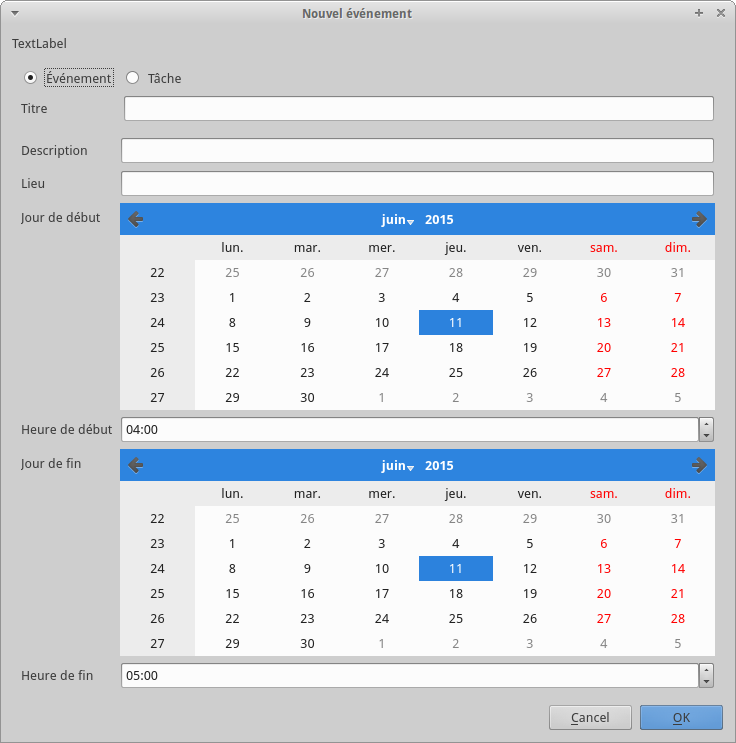 Nouvel événement
TextLabel
Événement Tâche
Titre
Description
Lieu
Jour de début juin 2015
lun. mar. mer. jeu. ven. sam. dim.
22 25 26 27 28 29 30 31
23 1 2 3 4 5 6 7
24 8 9 10 11 12 13 14
25 15 16 17 18 19 20 21
26 22 23 24 25 26 27 28
27 29 30 1 2 3 4 5
Heure de début 04:00
Jour de fin juin 2015
lun. mar. mer. jeu. ven. sam. dim.
22 25 26 27 28 29 30 31
23 1 2 3 4 5 6 7
24 8 9 10 11 12 13 14
25 15 16 17 18 19 20 21
26 22 23 24 25 26 27 28
27 29 30 1 2 3 4 5
Heure de fin 05:00
Cancel OK